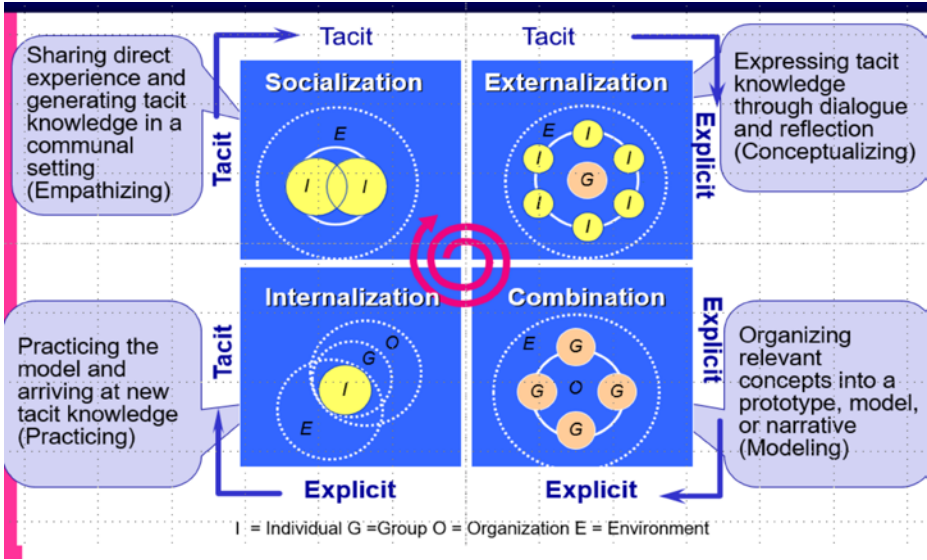 Tacit
Tacit
Sharing direct
experience and
generating tacit
knowledge in a
communal
setting
(Empathizing)
Tacit
Socialization
E
I
I
Externalization
E
I
I
I
G
I
I
I
Explicit
Expressing tacit
knowledge
through dialogue
and reflection
(Conceptualizing)
Practicing the
model and
arriving at new
tacit knowledge
(Practicing)
Tacit
Internalization
O
G
I
E
Combination
E
G
G
O
G
G
Explicit
Organizing
relevant
concepts into a
prototype, model,
or narrative
(Modeling)
Explicit
Explicit
I = Individual G =Group O = Organization E = Environment